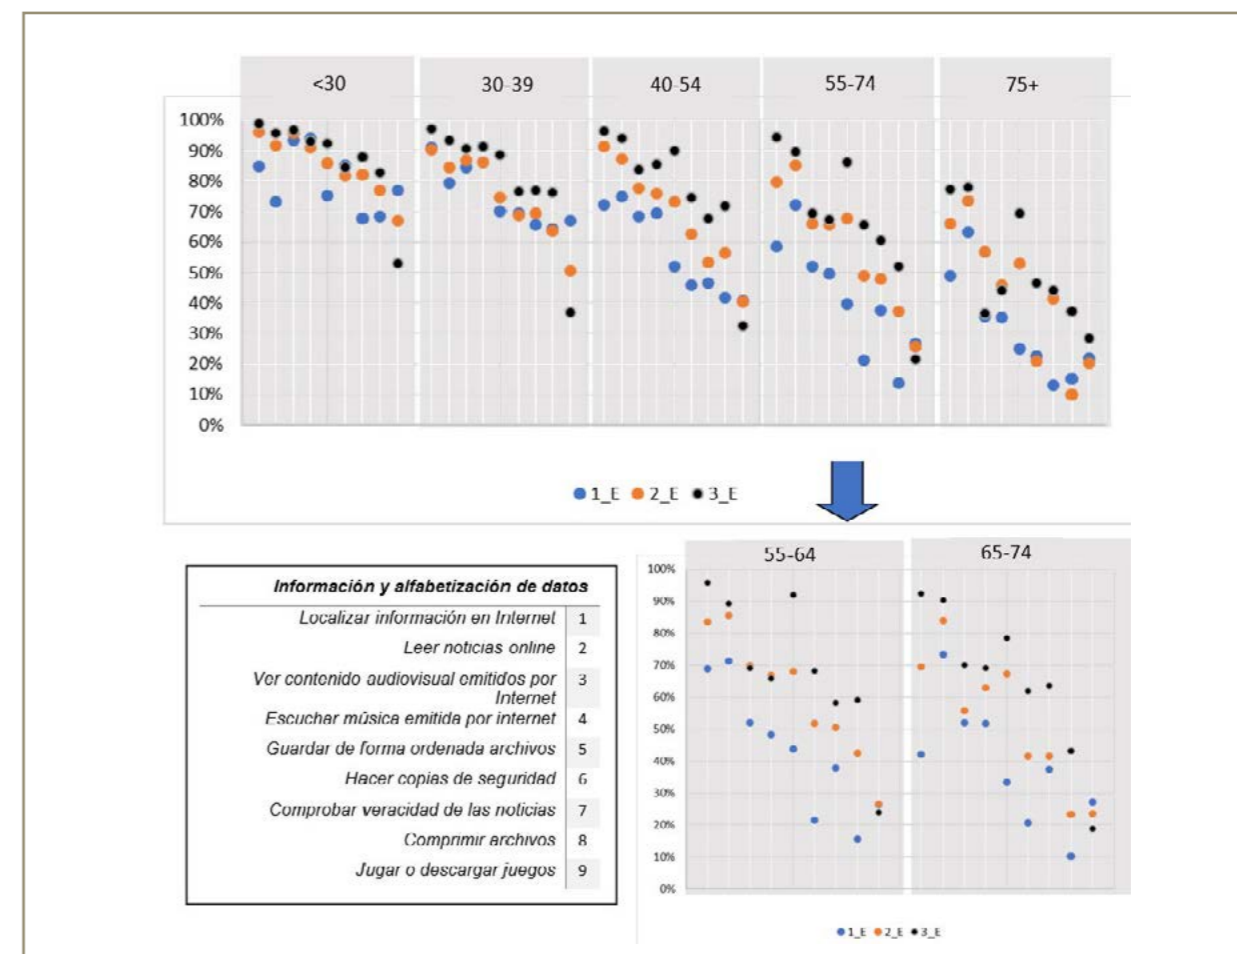 <30 30-39 40-54 55-74 75+
100%
90%
80%
70%
60%
50%
40%
30%
20%
10%
0%
1_E 2_E 3_E
Información y alfabetización de datos
Localizar información en Internet 1
Leer noticias online 2
Ver contenido audiovisual emitidos por
Internet 3
Escuchar música emitida por internet 4
Guardar de forma ordenada archivos 5
Hacer copias de seguridad 6
Comprobar veracidad de las noticias 7
Comprimir archivos 8
Jugar o descargar juegos 9
55-64 65-74
100%
90%
80%
70%
60%
50%
40%
30%
20%
10%
0%
1_E 2_E 3_E